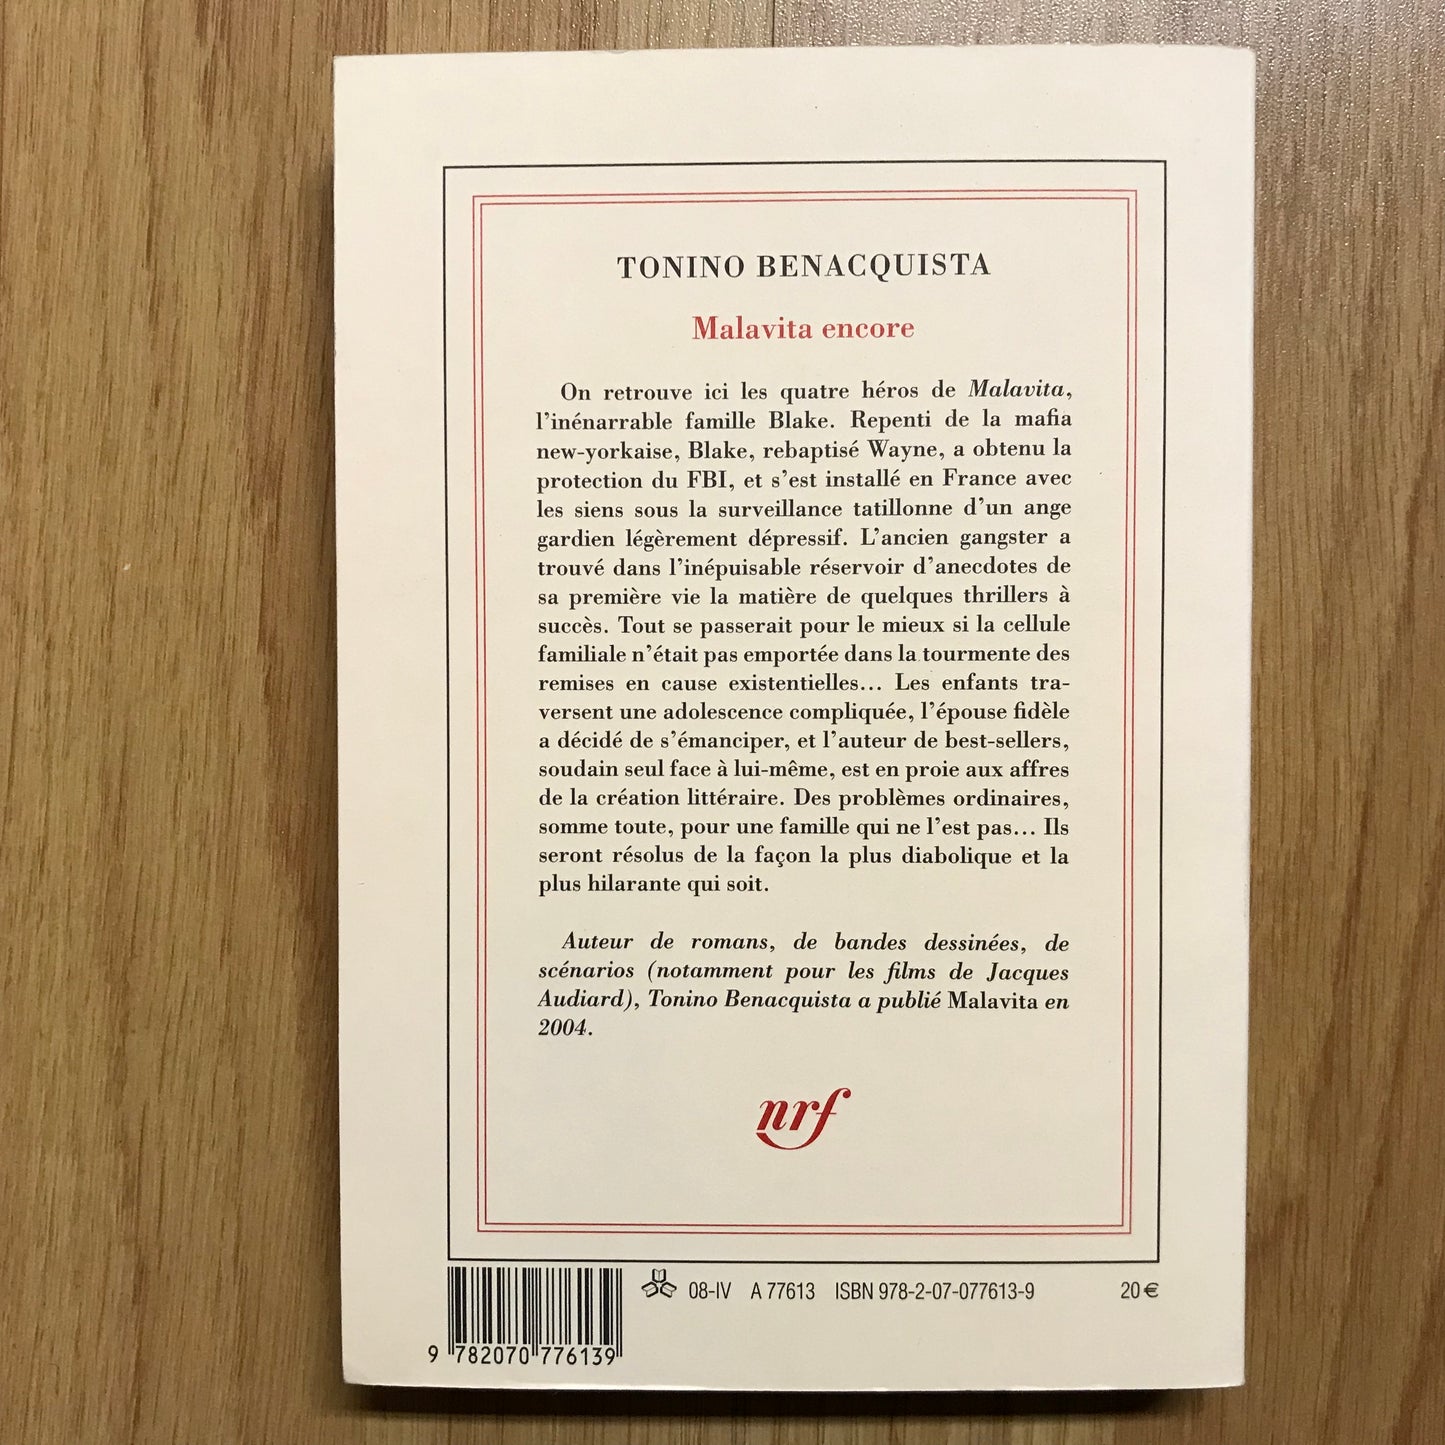 TONINO BENACQUISTA
Malavita encore
On retrouve ici les quatre héros de Malavita,
l'inénarrable famille Blake. Repenti de la mafia
new-yorkaise, Blake, rebaptisé Wayne, a obtenu la
protection du FBI, et s'est installé en France avec
les siens sous la surveillance tatillonne d'un ange
gardien légèrement dépressif. L'ancien gangster a
trouvé dans l'inépuisable réservoir d'anecdotes de
sa première vie la matière de quelques thrillers à
succès. Tout se passerait pour le mieux si la cellule
familiale n'était pas emportée dans la tourmente des
remises en cause existentielles... Les enfants tra-
versent une adolescence compliquée, l'épouse fidèle
a décidé de s'émanciper, et l'auteur de best-sellers,
soudain seul face à lui-même, est en proie aux affres
de la création littéraire. Des problèmes ordinaires,
somme toute, pour une famille qui ne l'est pas... Ils
seront résolus de la façon la plus diabolique et la
plus hilarante qui soit.
Auteur de romans, de bandes dessinées, de
scénarios (notamment pour les films de Jacques
Audiard), Tonino Benacquista a publié Malavita en
2004.
nrf
08-IV A 77613 ISBN 978-2-07-077613-9 20 €
9 782070 776139